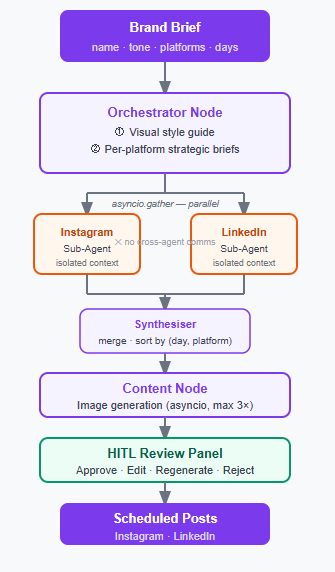 Brand Brief
name · tone · platforms · days
Orchestrator Node
① Visual style guide
② Per-platform strategic briefs
asyncio.gather — parallel
Instagram
Sub-Agent
isolated context
✕ no cross-agent comms
LinkedIn
Sub-Agent
isolated context
Synthesiser
merge · sort by (day, platform)
Content Node
Image generation (asyncio, max 3×)
HITL Review Panel
Approve · Edit · Regenerate · Reject
Scheduled Posts
Instagram · LinkedIn